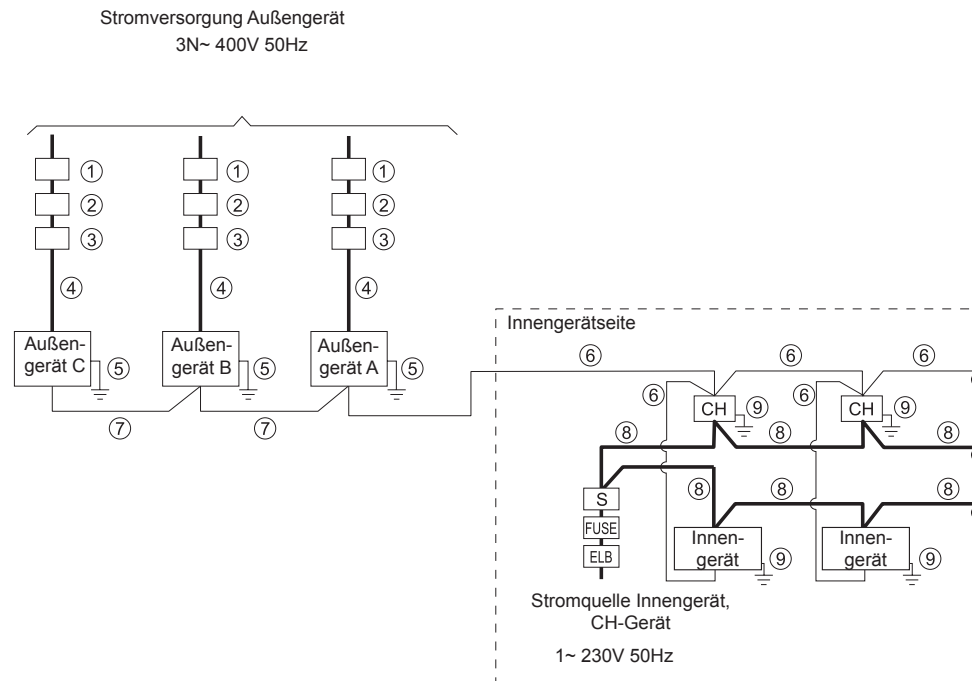 Stromversorgung Außengerät
3N~ 400V 50Hz
① ① ①
② ② ②
③ ③ ③
④ ④ ④
Innengerätseite
Außen-
gerät C
⑤
Außen-
gerät B
⑤
Außen-
gerät A
⑤
⑥ ⑥ ⑥
⑥ ⑥
CH ⑨ CH ⑨
⑦ ⑦
⑧ ⑧ ⑧
⑧ ⑧ ⑧
S
FUSE
ELB
Innen-
gerät
⑨
Innen-
gerät
⑨
Stromquelle Innengerät,
CH-Gerät
1~ 230V 50Hz